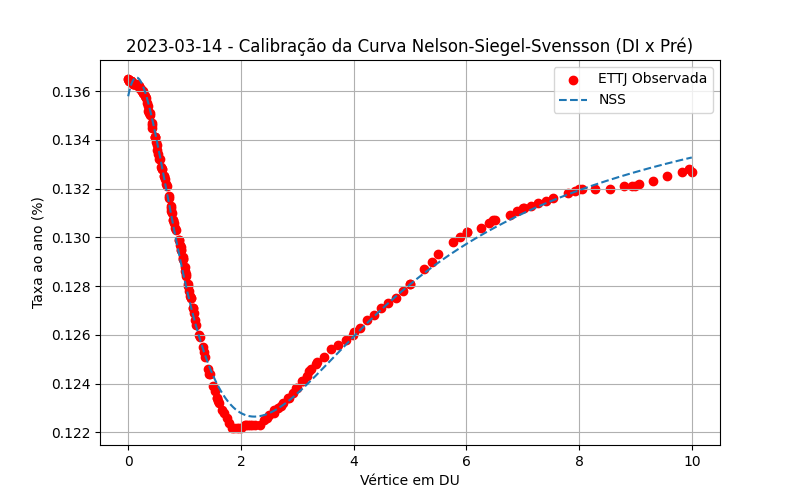 2023-03-14 - Calibração da Curva Nelson-Siegel-Svensson (DI x Pré)
ETTJ Observada
NSS
Taxa ao ano (%)
0.136
0.134
0.132
0.130
0.128
0.126
0.124
0.122
0 2 4 6 8 10
Vértice em DU